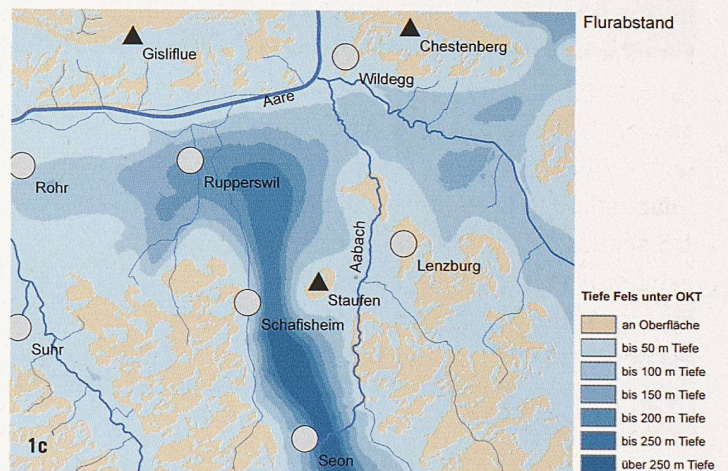 Flurabstand
Gisliflue
Chestenberg
Wildegg
Aare
Rohr
Rupperswil
Aabach
Lenzburg
Staufen
Schafisheim
Suhr
Seon
1c
Tiefe Fels unter OKT
an Oberfläche
bis 50 m Tiefe
bis 100 m Tiefe
bis 150 m Tiefe
bis 200 m Tiefe
bis 250 m Tiefe
über 250 m Tiefe